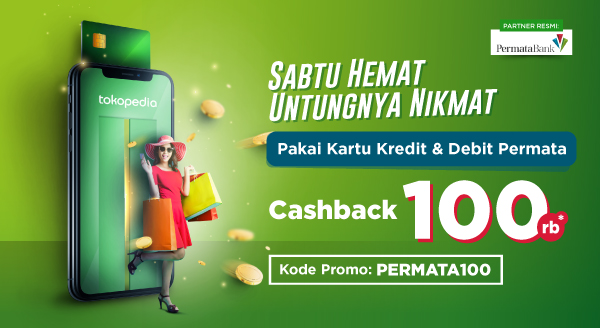 PARTNER RESMI:
PermataBank
tokopedia
SABTU HEMAT
UNTUNGNYA NIKMAT
Pakai Kartu Kredit & Debit Permata
Cashback 100rb*
Kode Promo: PERMATA100